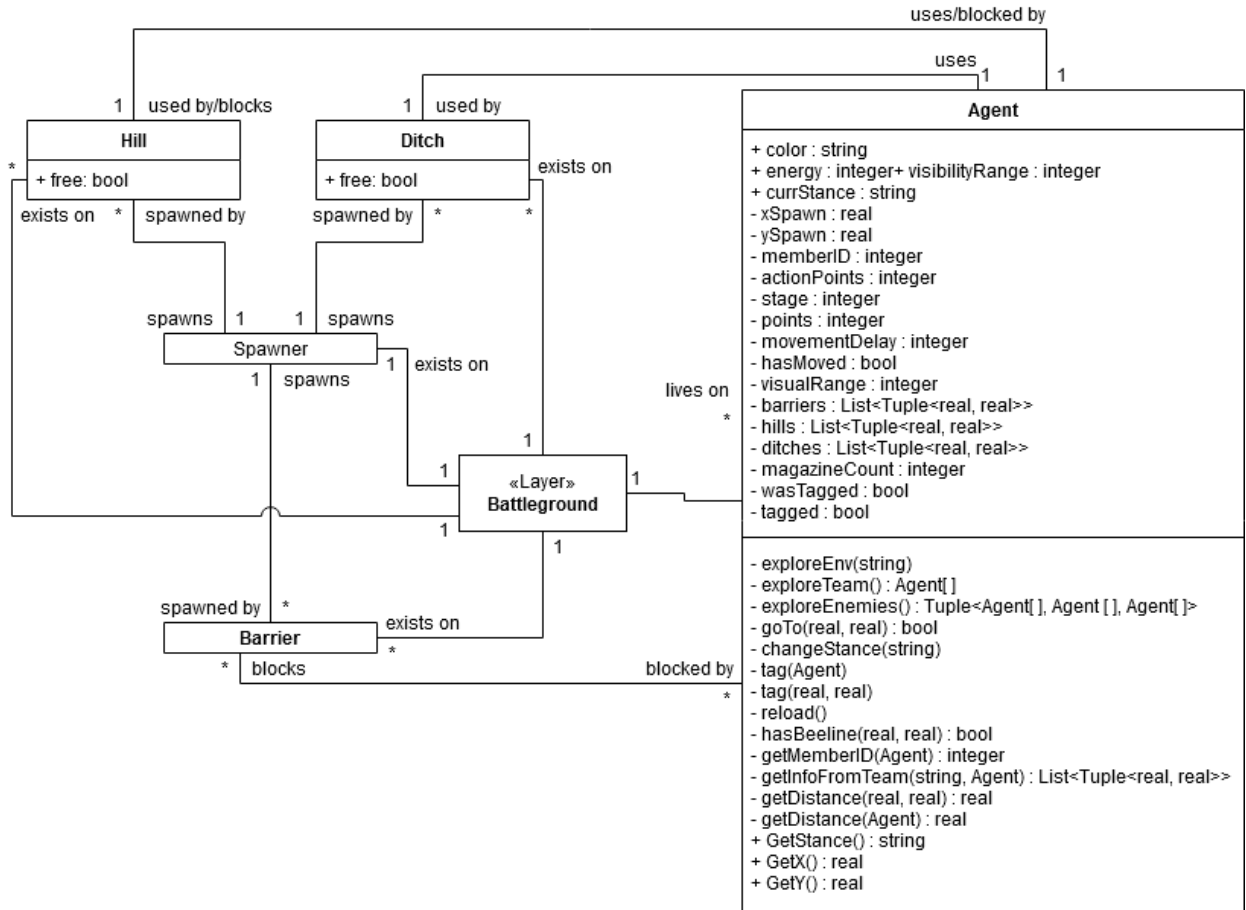 uses/blocked by
uses
1
1
1
used by/blocks
1
used by
Hill
+ free: bool
Ditch
+ free: bool
*
exists on
*
spawned by
spawned by
*
exists on
*
spawns
1
1
spawns
Spawner
1
spawns
1
exists on
1
1
1
1
1
«Layer»
Battleground
lives on
*
spawned by
*
Barrier
exists on
*
*
blocks
blocked by
*
Agent
+ color : string
+ energy : integer+ visibilityRange : integer
+ currStance : string
- xSpawn : real
- ySpawn : real
- memberID : integer
- actionPoints : integer
- stage : integer
- points : integer
- movementDelay : integer
- hasMoved : bool
- visualRange : integer
- barriers : List<Tuple<real, real>>
- hills : List<Tuple<real, real>>
- ditches : List<Tuple<real, real>>
- magazineCount : integer
- wasTagged : bool
- tagged : bool
- exploreEnv(string)
- exploreTeam() : Agent[ ]
- exploreEnemies() : Tuple<Agent[ ], Agent [ ], Agent[ ]>
- goTo(real, real) : bool
- changeStance(string)
- tag(Agent)
- tag(real, real)
- reload()
- hasBeeline(real, real) : bool
- getMemberID(Agent) : integer
- getInfoFromTeam(string, Agent) : List<Tuple<real, real>>
- getDistance(real, real) : real
- getDistance(Agent) : real
+ GetStance() : string
+ GetX() : real
+ GetY() : real